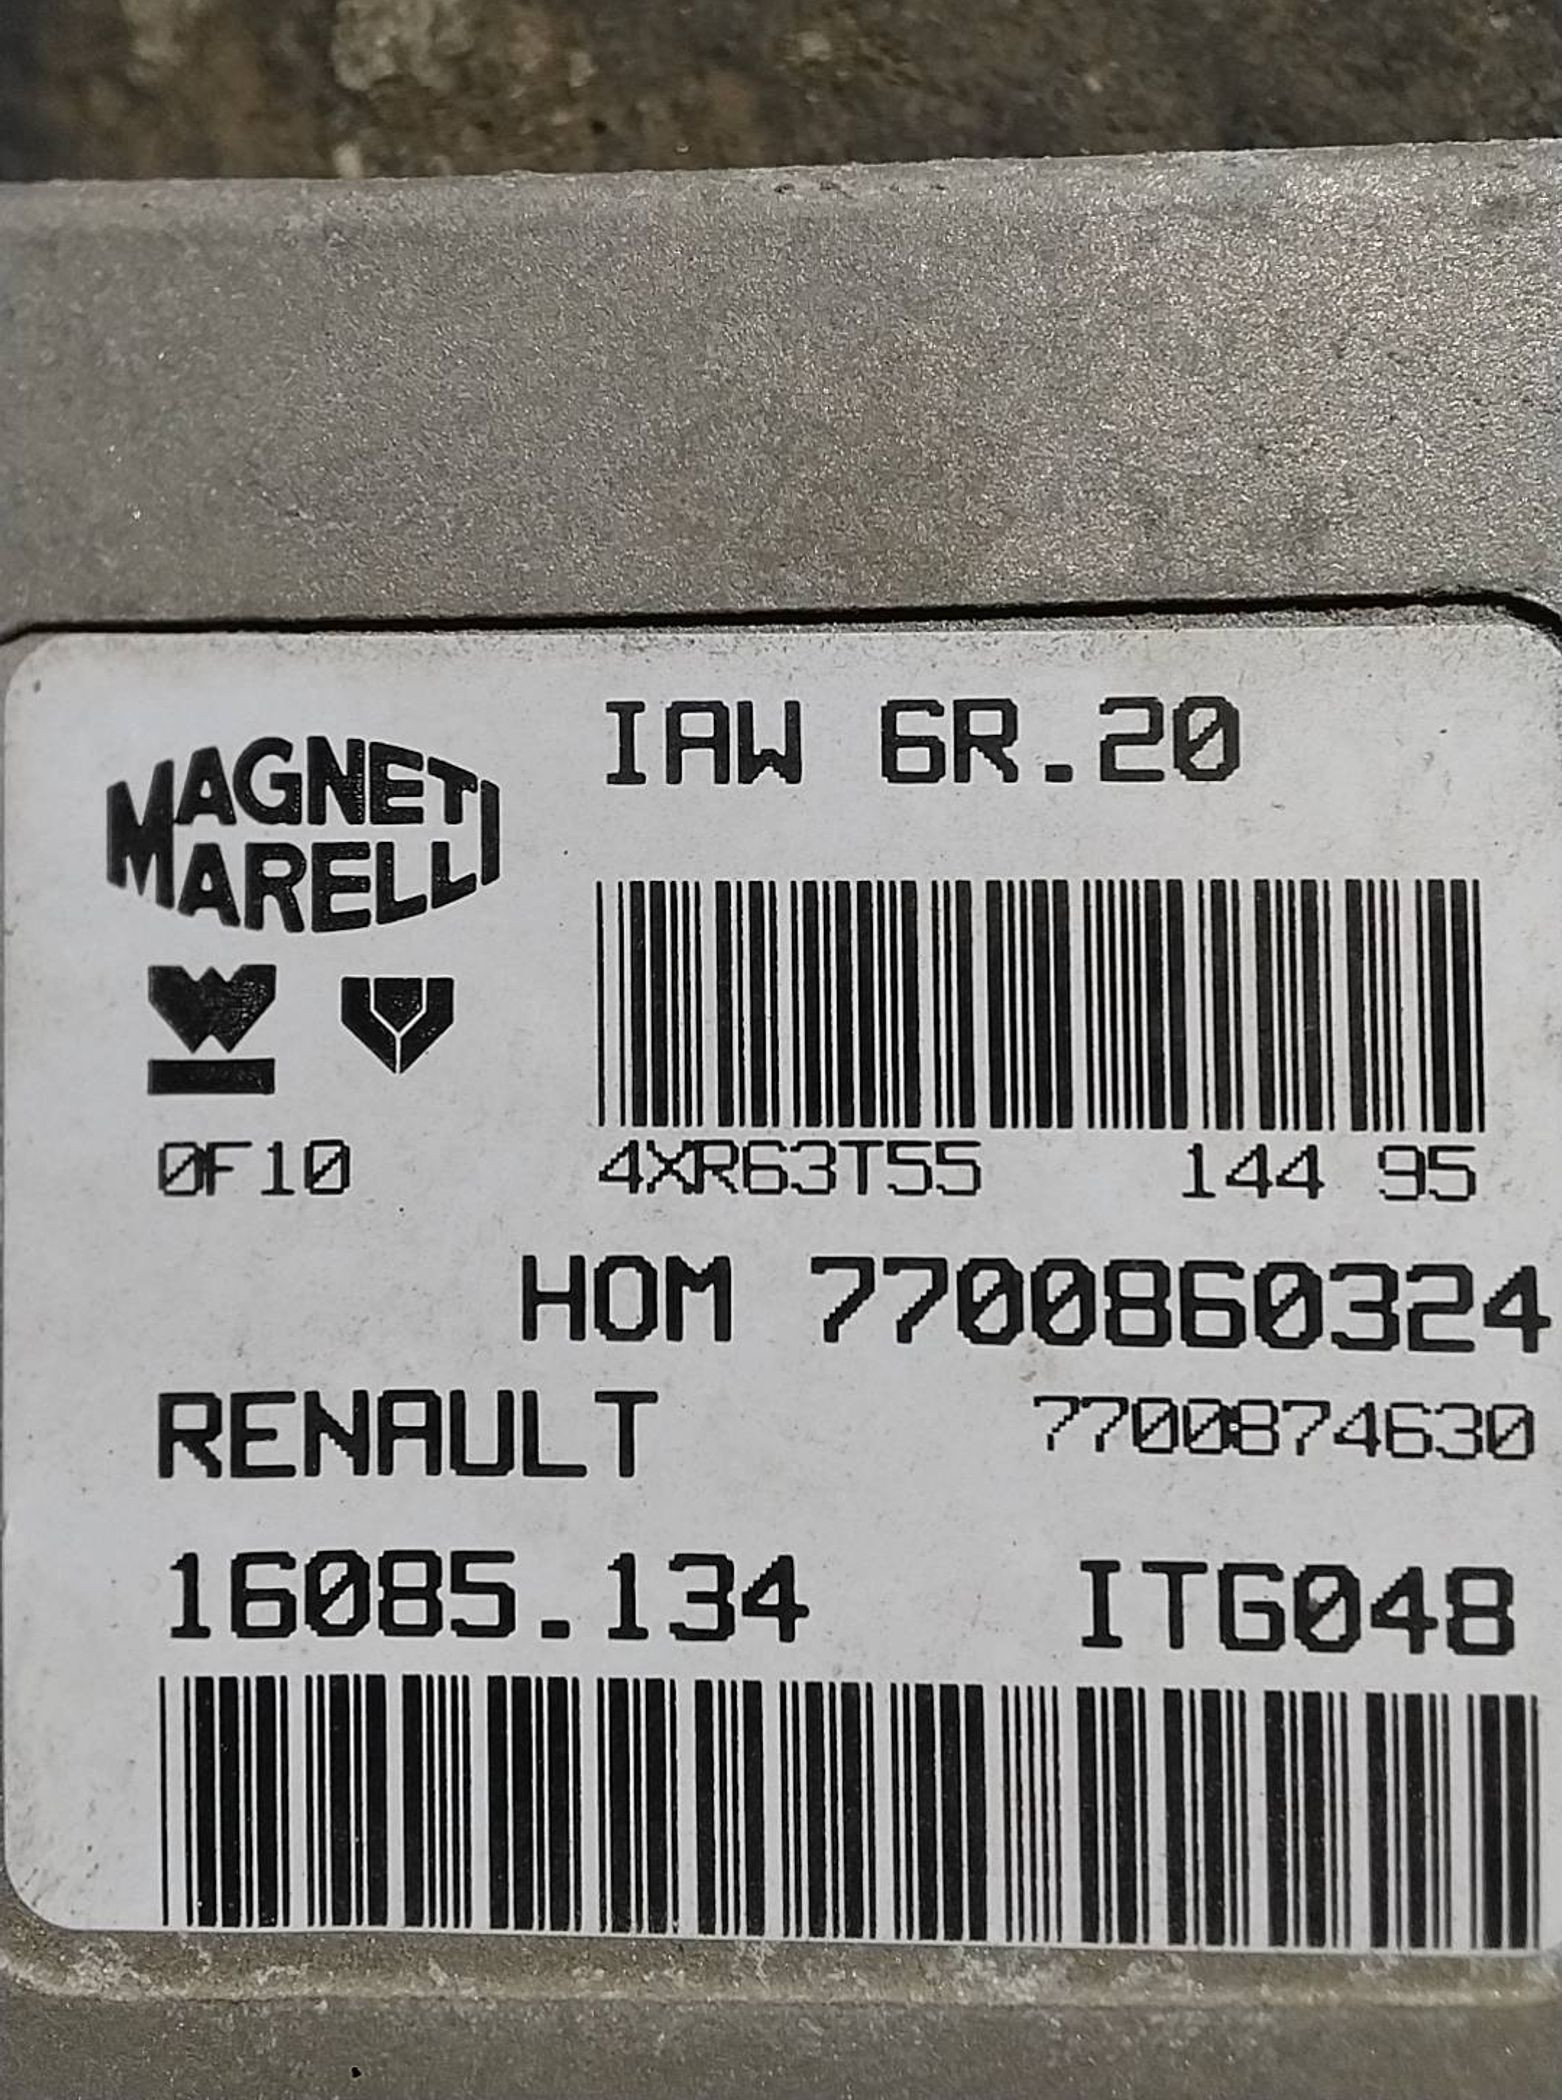 IAW 6R.20
MAGNETI
MARELLI
0F10 4XR63T55 144 95
HOM 7700860324
RENAULT 7700874630
16085.134 ITG048